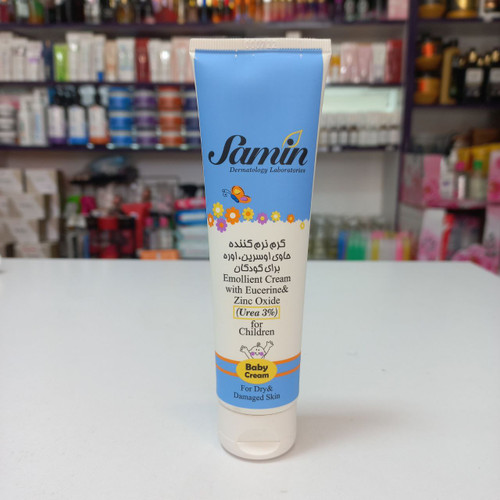 Samin
Dermatology Laboratories
کرم نرم کننده
حاوی اوسرین، اوره
برای کودکان
Emollient Cream
with Eucerine&
Zinc Oxide
(Urea 3%)
for
Children
Baby
Cream
For Dry&
Damaged Skin